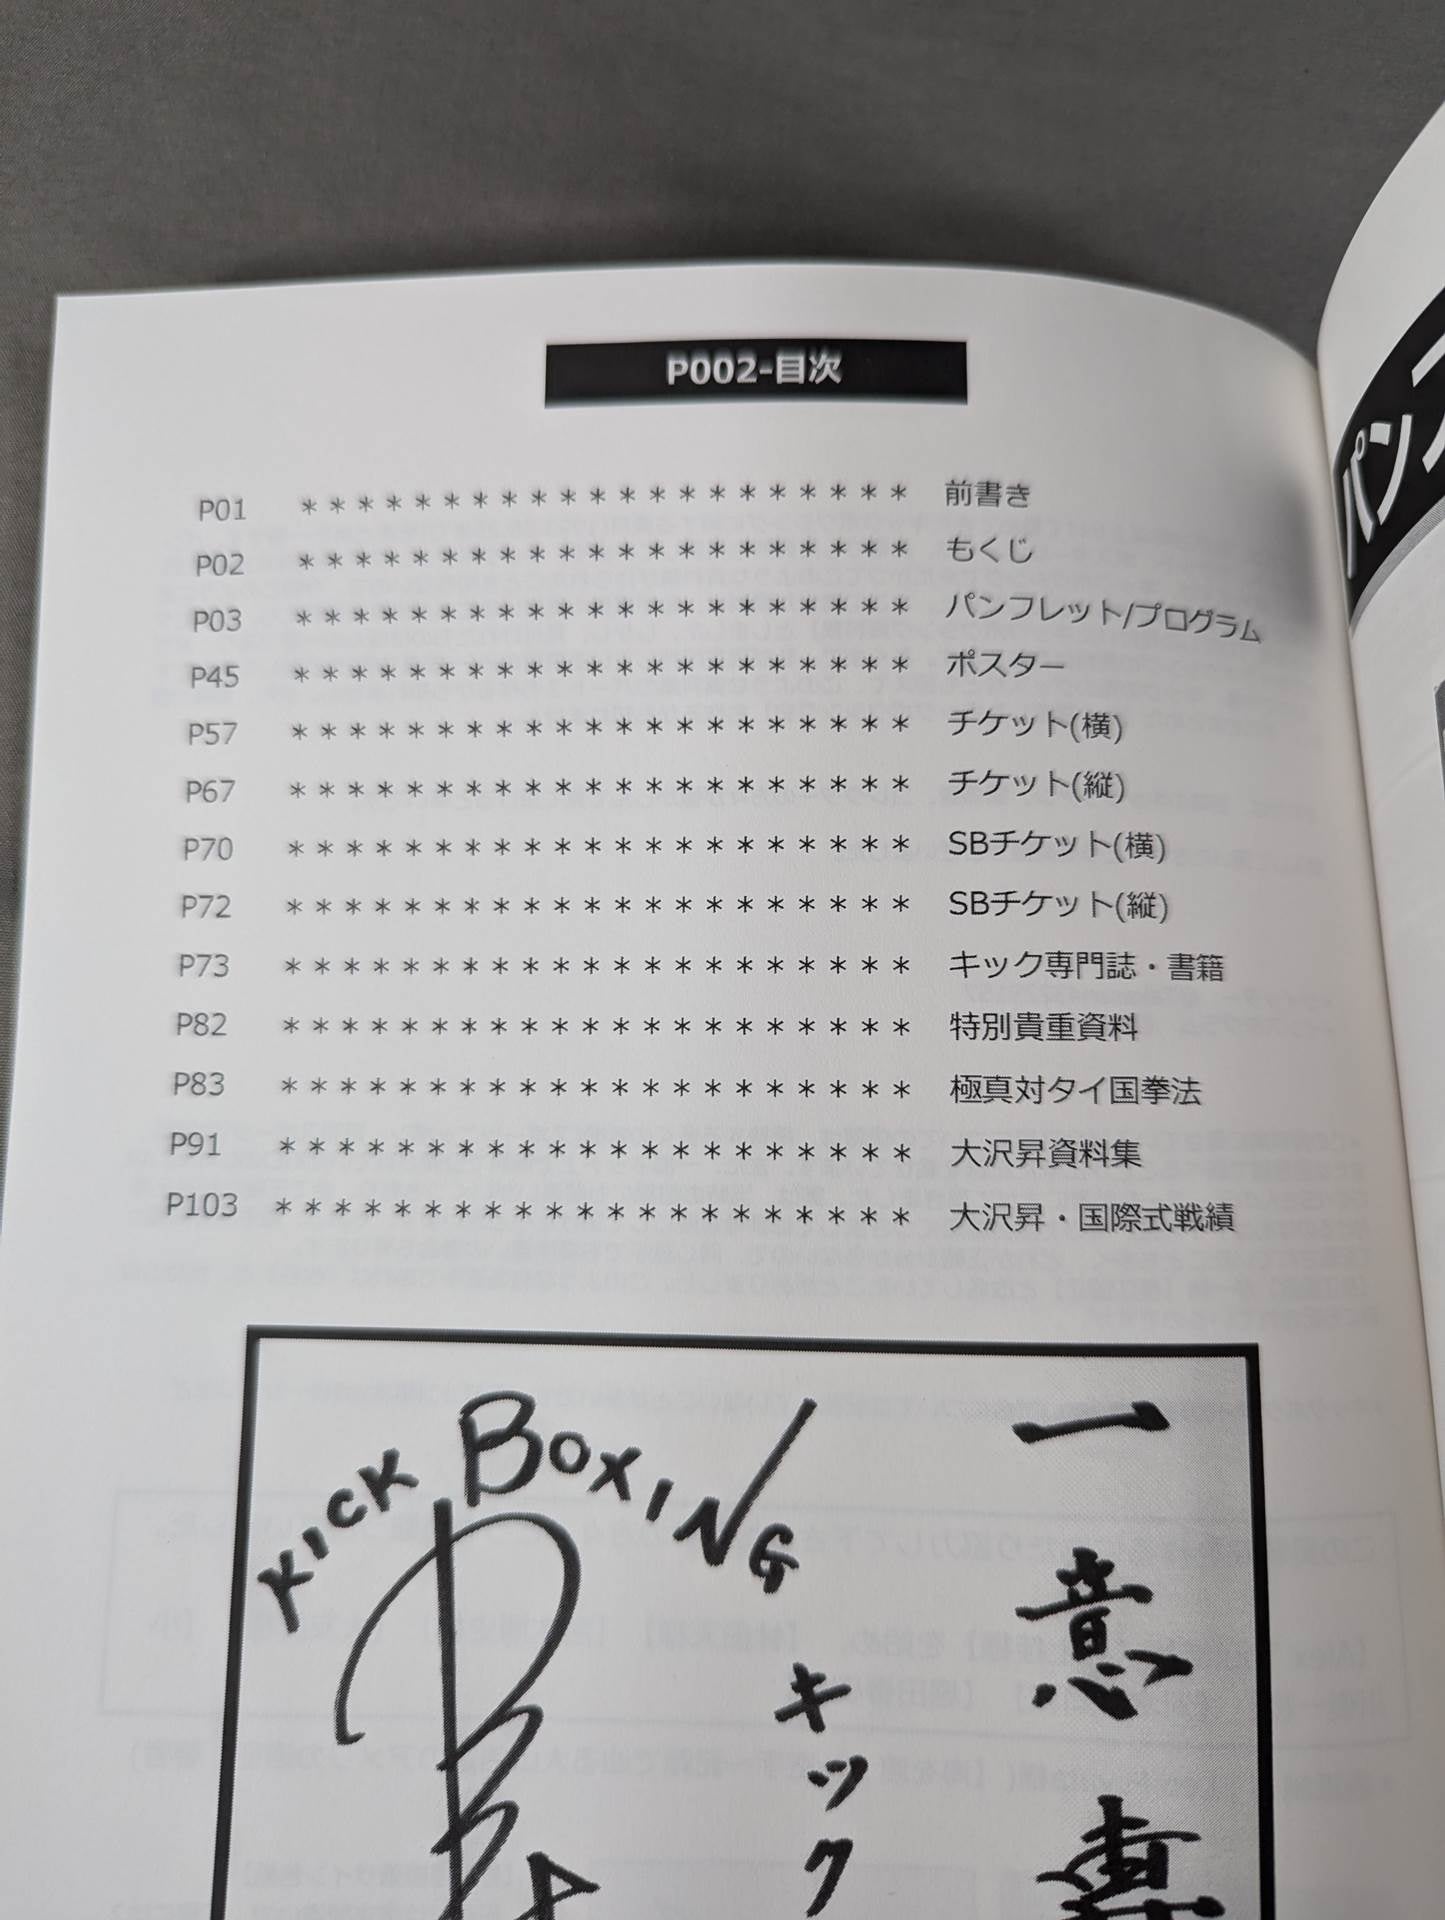 P002-目次
P01 ********************* 前書き
P02 ********************* もくじ
P03 ********************* パンフレット/プログラム
P45 ********************* ポスター
P57 ********************* チケット(横)
P67 ********************* チケット(縦)
P70 ********************* SBチケット(横)
P72 ********************* SBチケット(縦)
P73 ********************* キック専門誌・書籍
P82 ********************* 特別貴重資料
P83 ********************* 極真対タイ国拳法
P91 ********************* 大沢昇資料集
P103 ********************* 大沢昇・国際式戦績
KICK BOXING
一意専
キック
パン